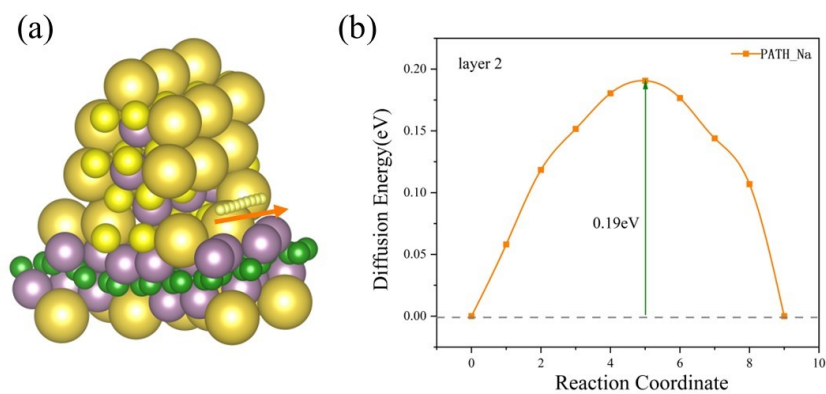 (a)
(b)
layer 2
PATH_Na
0.19eV
Diffusion Energy(eV)
0.20
0.15
0.10
0.05
0.00
0 2 4 6 8 10
Reaction Coordinate